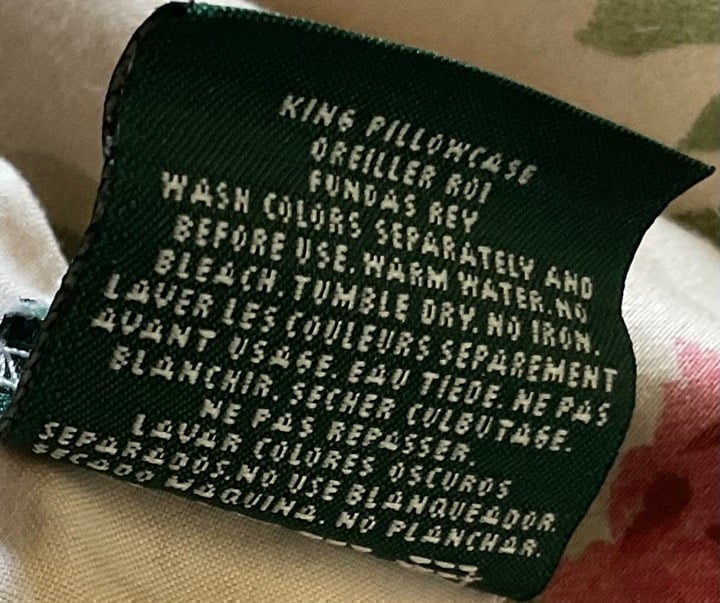 KING PILLOWCASE
OREILLER ROI
FUNDAS REY
WASH COLORS SEPARATELY AND
BEFORE USE. WARM WATER. NO
BLEACH. TUMBLE DRY. NO IRON.
LAVER LES COULEURS SEPAREMENT
AVANT USAGE. EAU TIEDE. NE PAS
BLANCHIR. SECHER CULBUTAGE.
NE PAS REPASSER.
LAVAR COLORES OSCUROS
SEPARADOS. NO USE BLANQUEADOR.
SECADO MAQUINA. NO PLANCHAR.